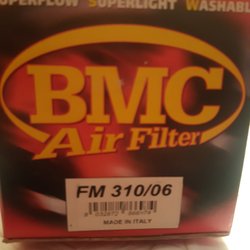 SUPERFLOW SUPERLIGHT WASHABLE
BMC
Air Filter
FM 310/06
MADE IN ITALY